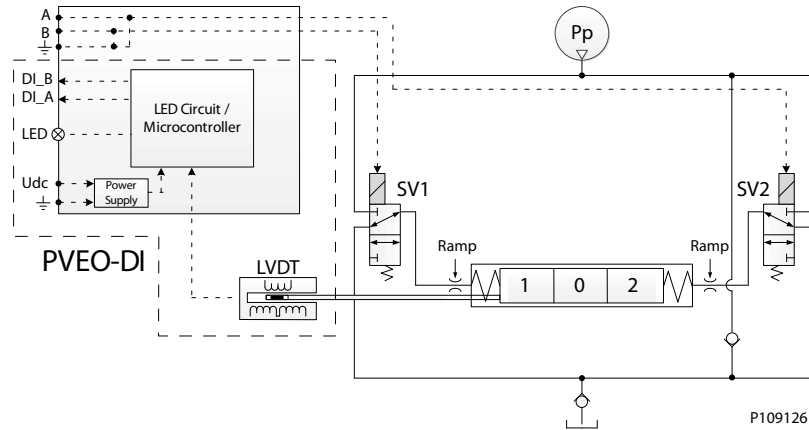 A
B
Pp
DI_B
DI_A
LED Circuit /
Microcontroller
LED
Udc
Power
Supply
SV1
SV2
PVEO-DI
LVDT
Ramp
Ramp
1 0 2
P109126